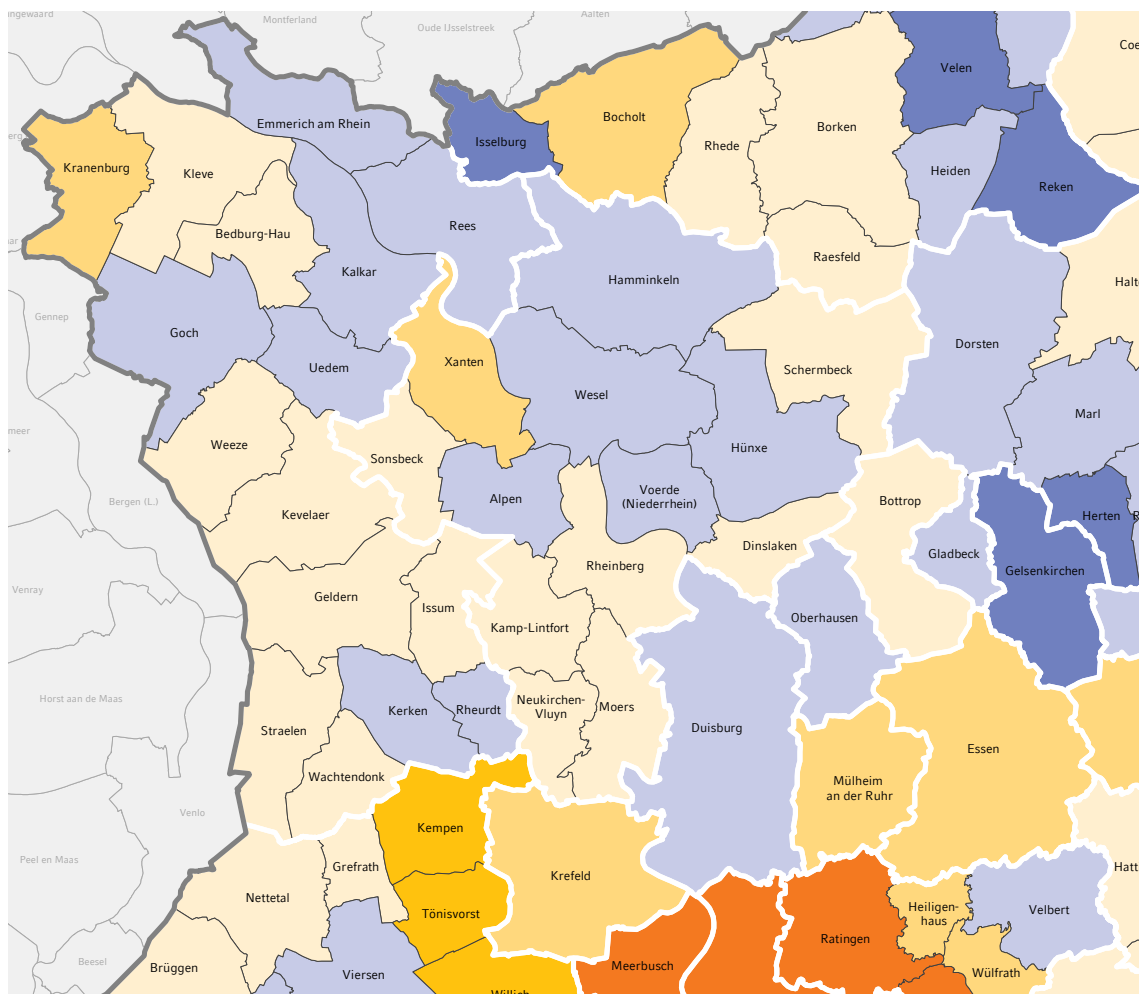 Montferland
Aalten
Oude IJsselstreek
Coe
Velen
Bocholt
Emmerich am Rhein
Borken
Isselburg
Rhede
Kranenburg
Kleve
Heiden
Reken
Rees
Bedburg-Hau
Raesfeld
Kalkar
Hamminkeln
Halte
Gennep
Goch
Dorsten
Xanten
Uedem
Schermbeck
Wesel
Marl
meer
Weeze
Hünxe
Sonsbeck
Voerde
(Niederrhein)
Alpen
Bergen (L.)
Bottrop
Kevelaer
Herten
R
Dinslaken
Gladbeck
Rheinberg
Gelsenkirchen
Venray
Geldern
Issum
Oberhausen
Kamp-Lintfort
Horst aan de Maas
Neukirchen-
Vluyn
Kerken
Rheurdt
Moers
Straelen
Duisburg
Essen
Wachtendonk
Mülheim
an der Ruhr
Venlo
Kempen
Peel en Maas
Grefrath
Hatt
Krefeld
Nettetal
Heiligen-
haus
Velbert
Tönisvorst
Ratingen
Beesel
Brüggen
Viersen
Meerbusch
Wülfrath
Willich